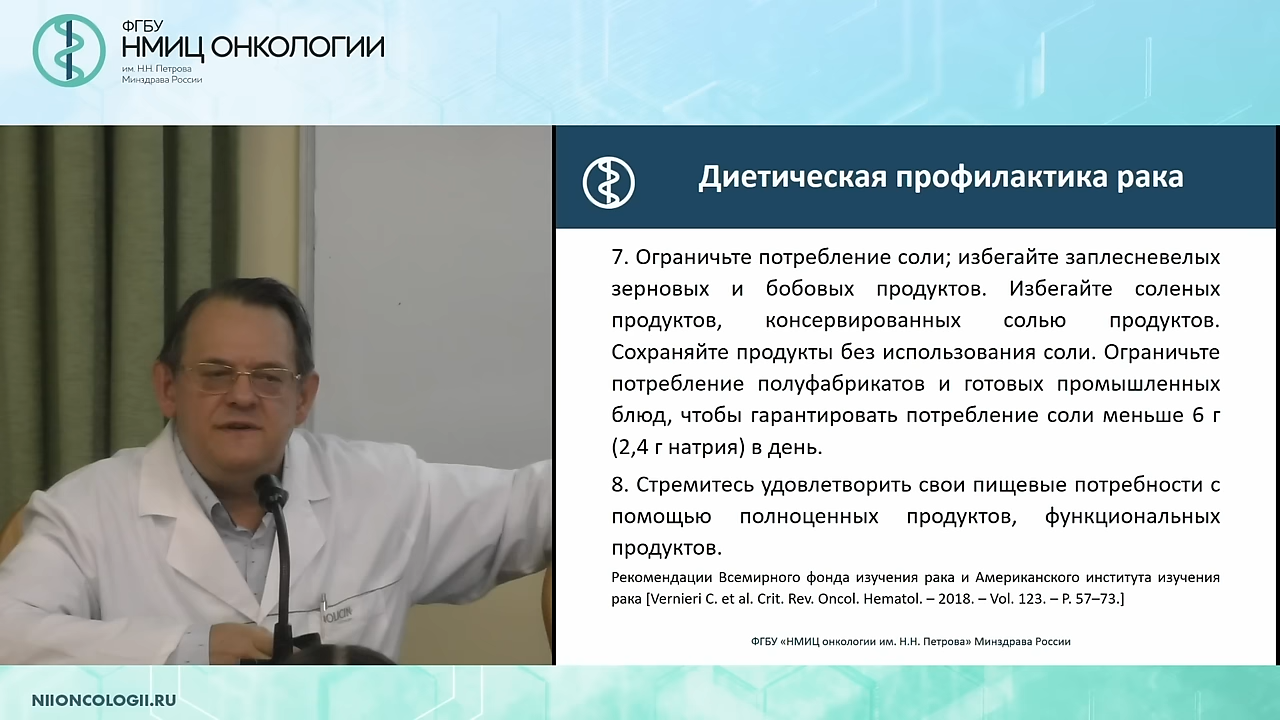 ФГБУ
НМИЦ ОНКОЛОГИИ
им. Н.Н. Петрова
Минздрава России
Диетическая профилактика рака
7. Ограничьте потребление соли; избегайте заплесневелых
зерновых и бобовых продуктов. Избегайте соленых
продуктов, консервированных солью продуктов.
Сохраняйте продукты без использования соли. Ограничьте
потребление полуфабрикатов и готовых промышленных
блюд, чтобы гарантировать потребление соли меньше 6 г
(2,4 г натрия) в день.
8. Стремитесь удовлетворить свои пищевые потребности с
помощью полноценных продуктов, функциональных
продуктов.
Рекомендации Всемирного фонда изучения рака и Американского института изучения
рака [Vernieri C. et al. Crit. Rev. Oncol. Hematol. – 2018. – Vol. 123. – P. 57–73.]
ФГБУ «НМИЦ онкологии им. Н.Н. Петрова» Минздрава России
NIIONCOLOGII.RU